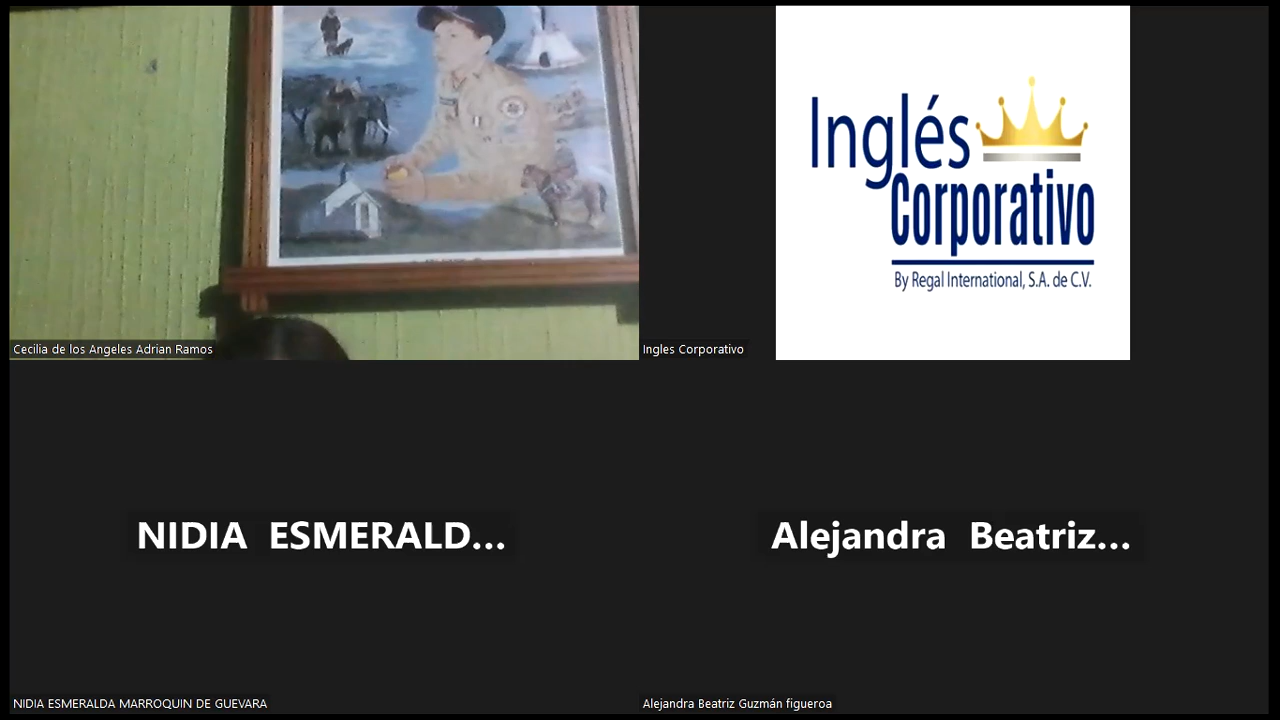 Inglés
Corporativo
By Regal International, S.A. de C.V.
Cecilia de los Angeles Adrian Ramos
Ingles Corporativo
NIDIA ESMERALD...
Alejandra Beatriz...
NIDIA ESMERALDA MARROQUIN DE GUEVARA
Alejandra Beatriz Guzmán figueroa